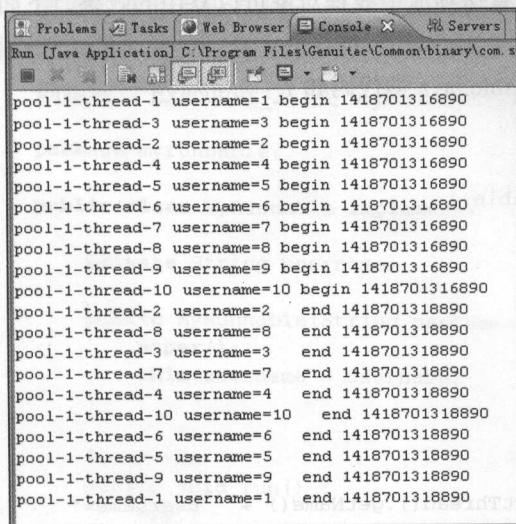 Problems Tasks Web Browser Console Servers
Run [Java Application] C:\Program Files\Genuitec\Common\binary\com.s
pool-1-thread-1 username=1 begin 1418701316890
pool-1-thread-3 username=3 begin 1418701316890
pool-1-thread-2 username=2 begin 1418701316890
pool-1-thread-4 username=4 begin 1418701316890
pool-1-thread-5 username=5 begin 1418701316890
pool-1-thread-6 username=6 begin 1418701316890
pool-1-thread-7 username=7 begin 1418701316890
pool-1-thread-8 username=8 begin 1418701316890
pool-1-thread-9 username=9 begin 1418701316890
pool-1-thread-10 username=10 begin 1418701316890
pool-1-thread-2 username=2   end 1418701318890
pool-1-thread-8 username=8   end 1418701318890
pool-1-thread-3 username=3   end 1418701318890
pool-1-thread-7 username=7   end 1418701318890
pool-1-thread-4 username=4   end 1418701318890
pool-1-thread-10 username=10   end 1418701318890
pool-1-thread-6 username=6   end 1418701318890
pool-1-thread-5 username=5   end 1418701318890
pool-1-thread-9 username=9   end 1418701318890
pool-1-thread-1 username=1   end 1418701318890